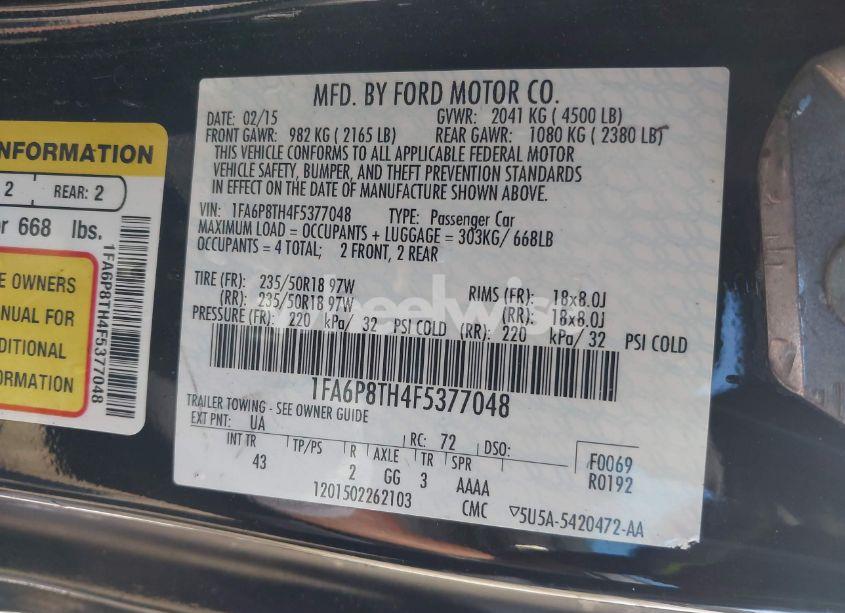 MFD. BY FORD MOTOR CO.
DATE: 02/15 GVWR: 2041 KG ( 4500 LB)
FRONT GAWR: 982 KG ( 2165 LB) REAR GAWR: 1080 KG ( 2380 LB)
THIS VEHICLE CONFORMS TO ALL APPLICABLE FEDERAL MOTOR
VEHICLE SAFETY, BUMPER, AND THEFT PREVENTION STANDARDS
IN EFFECT ON THE DATE OF MANUFACTURE SHOWN ABOVE.
VIN: 1FA6P8TH4F5377048 TYPE: Passenger Car
MAXIMUM LOAD = OCCUPANTS + LUGGAGE = 303KG/ 668LB
OCCUPANTS = 4 TOTAL; 2 FRONT, 2 REAR
TIRE (FR): 235/50R18 97W RIMS (FR): 18x8.0J
(RR): 235/50R18 97W (RR): 18x8.0J
PRESSURE (FR): 220 kPa/ 32 PSI COLD (RR): 220 kPa/ 32 PSI COLD
1FA6P8TH4F5377048
TRAILER TOWING - SEE OWNER GUIDE
EXT PNT: UA RC: 72 DSO:
INT TR TP/PS R AXLE TR SPR F0069
43 2 GG 3 AAAA R0192
1201502262103 CMC ▽5U5A-5420472-AA
INFORMATION
2 REAR: 2
668 lbs.
1FA6P8TH4F5377048
OWNERS
FOR
wheelwis